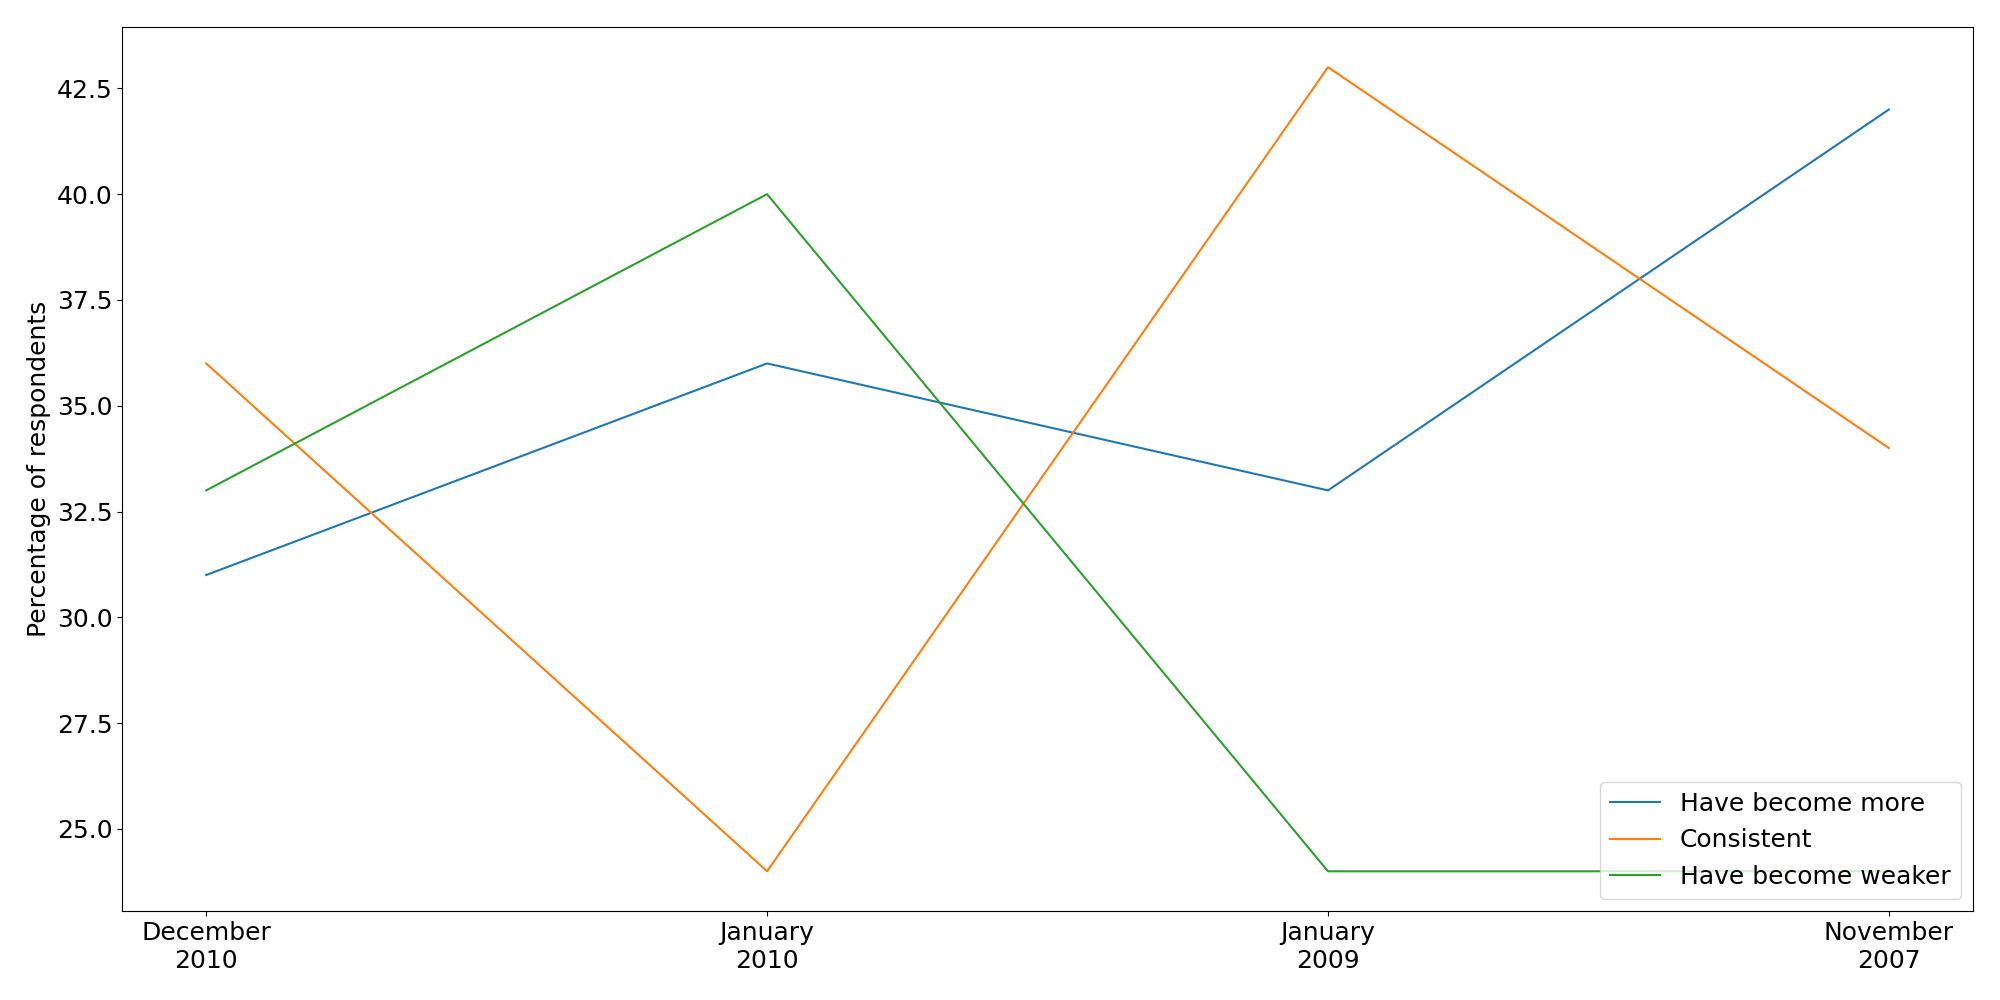 Percentage of respondents
42.5
40.0
37.5
35.0
32.5
30.0
27.5
25.0
December
2010
January
2010
January
2009
November
2007
Have become more
Consistent
Have become weaker